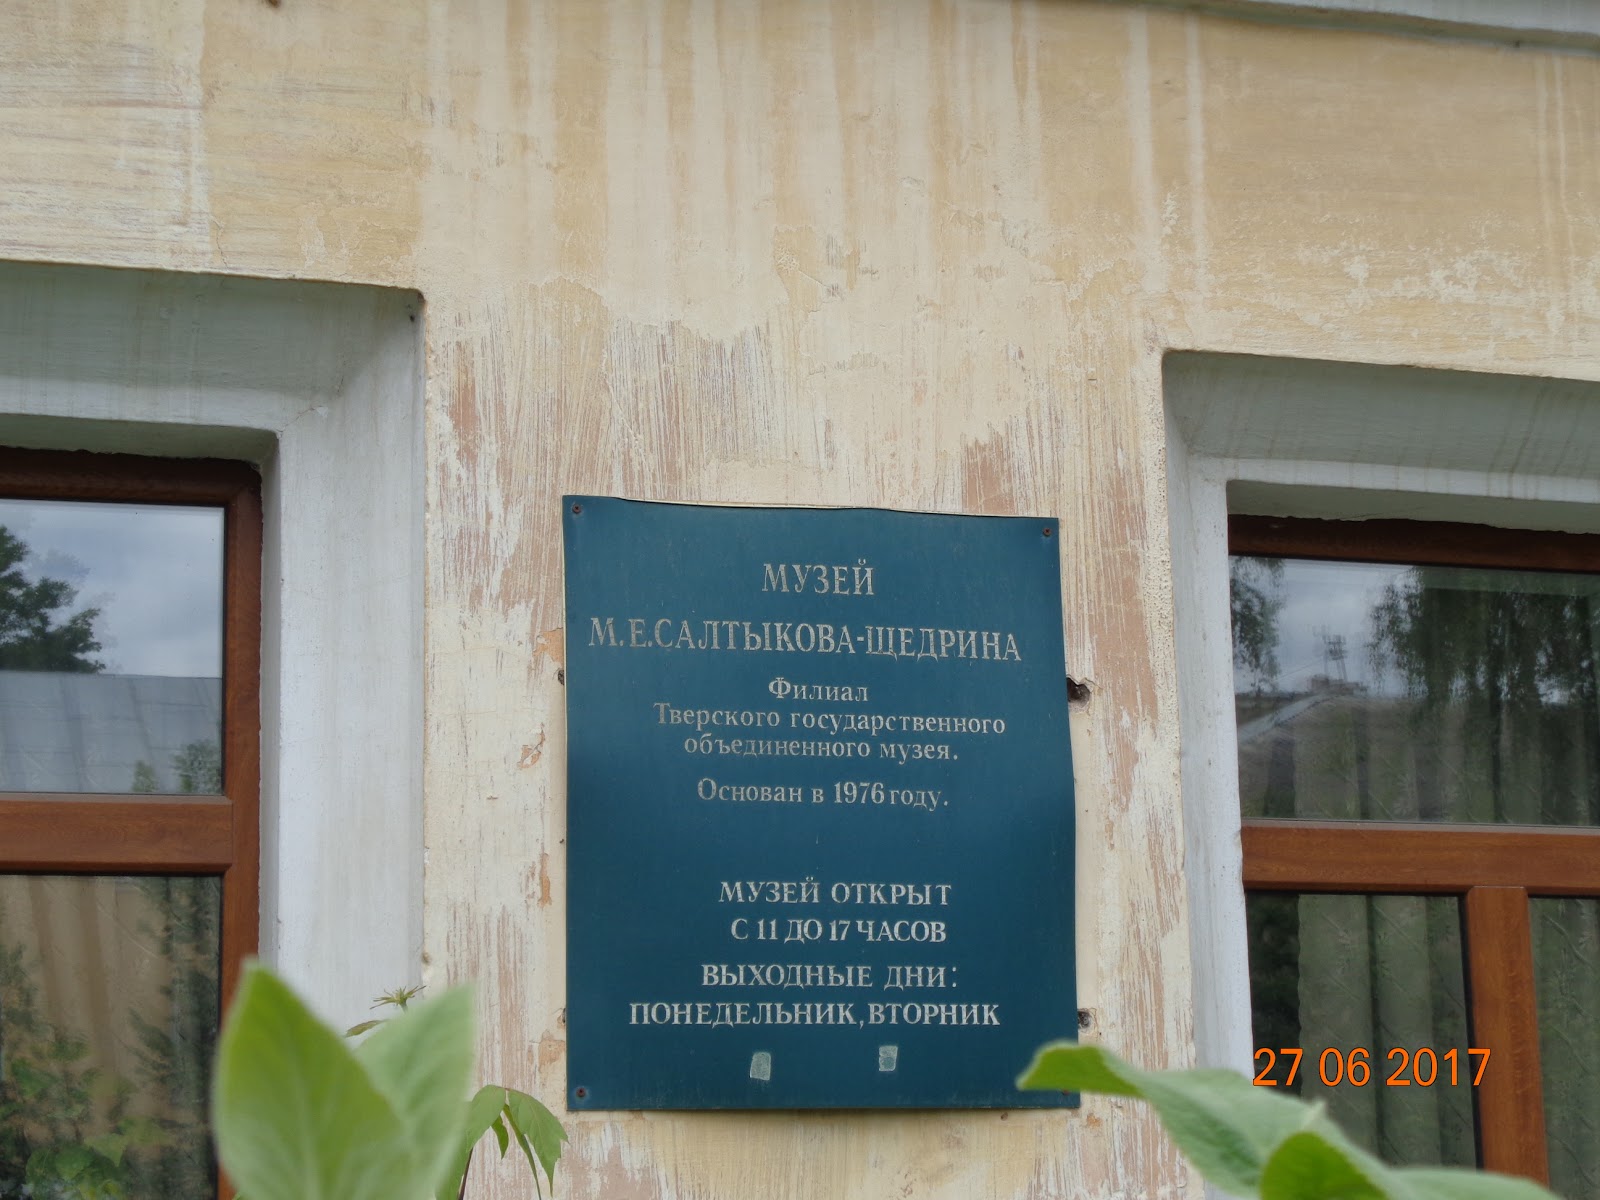 МУЗЕЙ
М.Е.САЛТЫКОВА-ЩЕДРИНА
Филиал
Тверского государственного
объединенного музея.
Основан в 1976 году.
МУЗЕЙ ОТКРЫТ
С 11 ДО 17 ЧАСОВ
ВЫХОДНЫЕ ДНИ:
ПОНЕДЕЛЬНИК, ВТОРНИК
27 06 2017